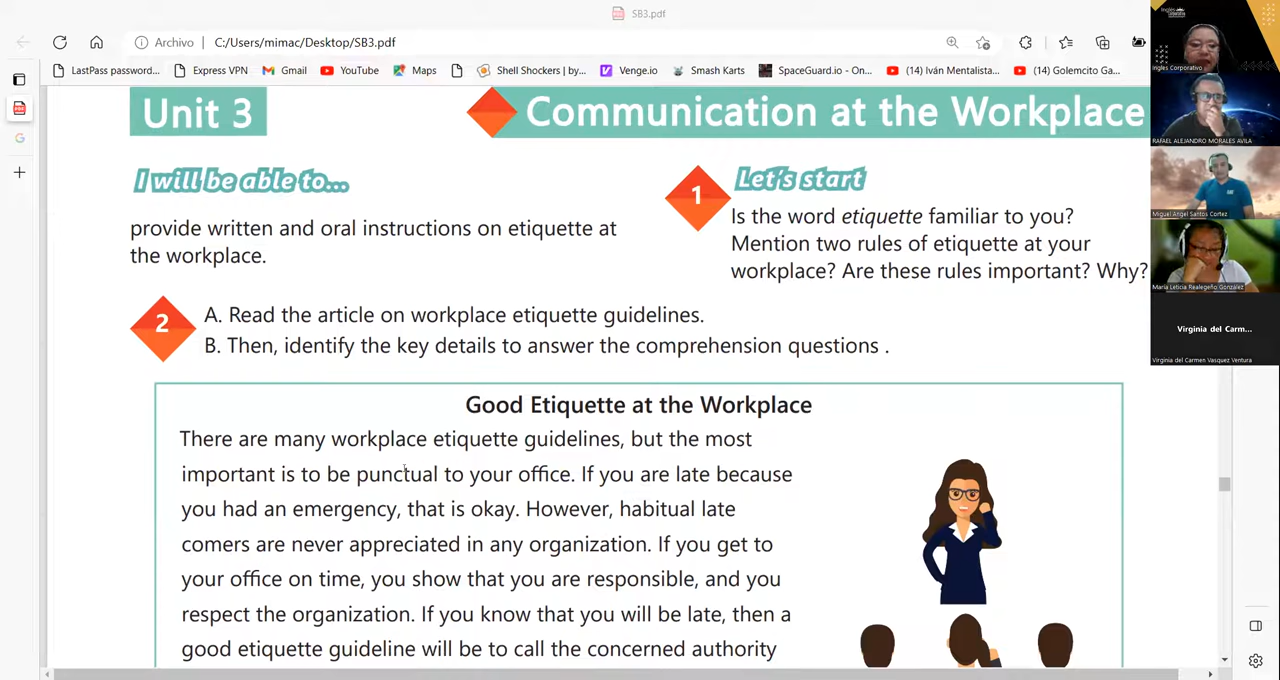 SB3.pdf
Archivo C:/Users/mimac/Desktop/SB3.pdf
LastPass password... Express VPN Gmail YouTube Maps Shell Shockers | by... Venge.io Smash Karts SpaceGuard.io - On... (14) Iván Mentalista... (14) Golemcito Ga...
Unit 3
Communication at the Workplace
I will be able to...
provide written and oral instructions on etiquette at
the workplace.
1
Let's start
Is the word etiquette familiar to you?
Mention two rules of etiquette at your
workplace? Are these rules important? Why?
2
A. Read the article on workplace etiquette guidelines.
B. Then, identify the key details to answer the comprehension questions .
Good Etiquette at the Workplace
There are many workplace etiquette guidelines, but the most
important is to be punctual to your office. If you are late because
you had an emergency, that is okay. However, habitual late
comers are never appreciated in any organization. If you get to
your office on time, you show that you are responsible, and you
respect the organization. If you know that you will be late, then a
good etiquette guideline will be to call the concerned authority
Ingles Corporativo
RAFAEL ALEJANDRO MORALES AVILA
Miguel Angel Santos Cortez
María Leticia Realegeño González
Virginia del Carm...
Virginia del Carmen Vasquez Ventura